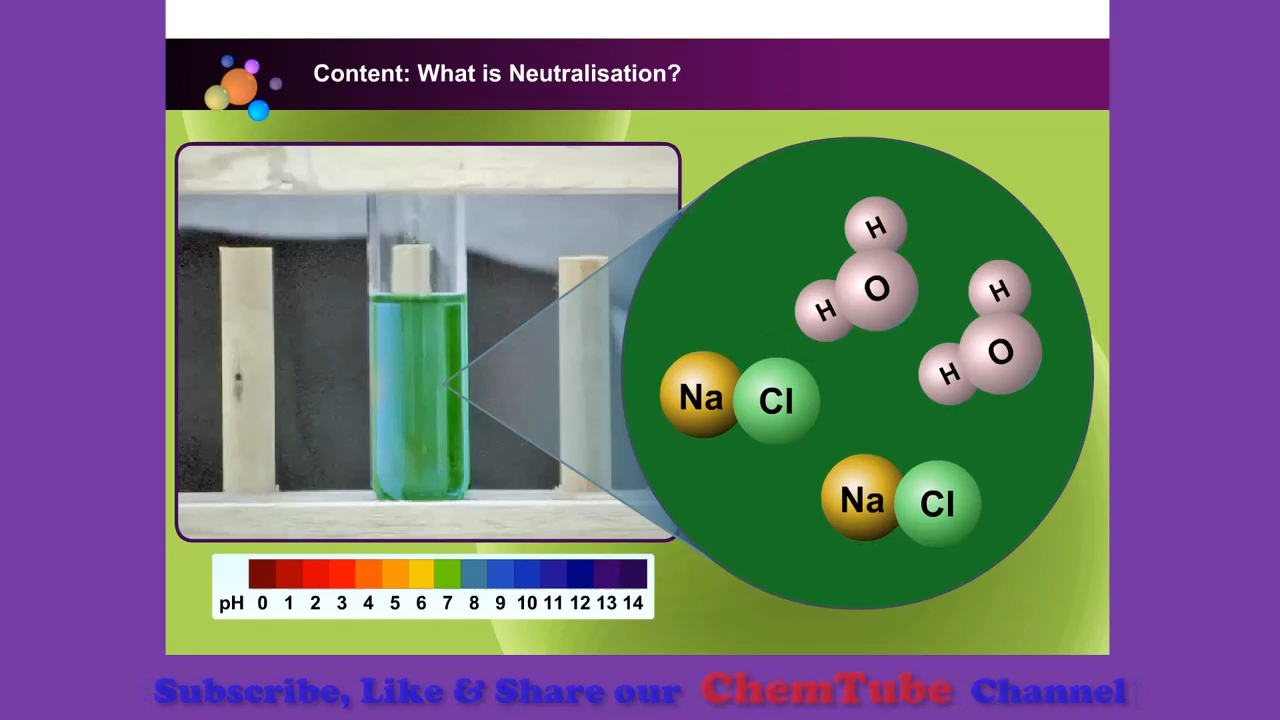 Content: What is Neutralisation?
H
H O
H
H O
Na Cl
Na Cl
pH 0 1 2 3 4 5 6 7 8 9 10 11 12 13 14
Subscribe, Like & Share our ChemTube Channel